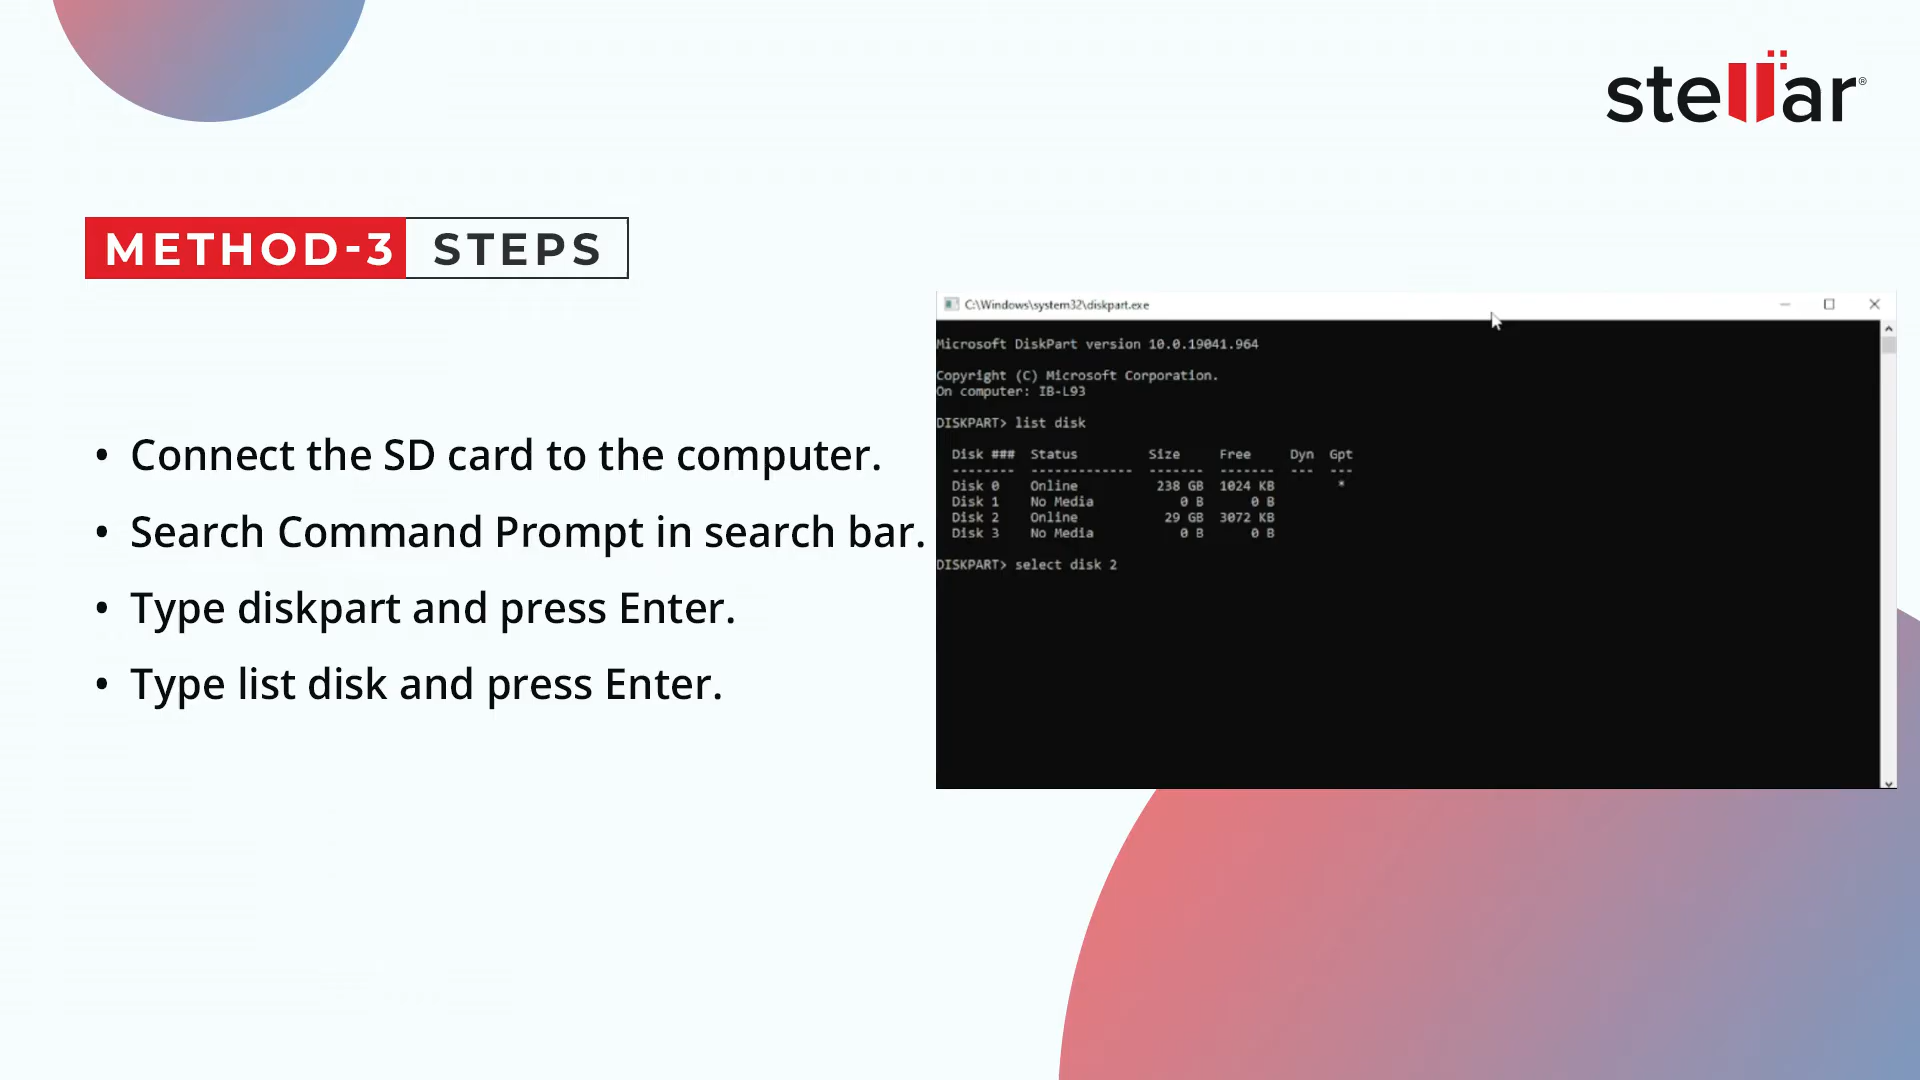 stellar®
METHOD-3 STEPS
• Connect the SD card to the computer.
• Search Command Prompt in search bar.
• Type diskpart and press Enter.
• Type list disk and press Enter.
C:\Windows\system32\diskpart.exe
Microsoft DiskPart version 10.0.19041.964
Copyright (C) Microsoft Corporation.
On computer: IB-L93
DISKPART> list disk
Disk ### Status Size Free Dyn Gpt
-------- ------------- ------- ------- --- ---
Disk 0 Online 238 GB 1024 KB *
Disk 1 No Media 0 B 0 B
Disk 2 Online 29 GB 3072 KB
Disk 3 No Media 0 B 0 B
DISKPART> select disk 2